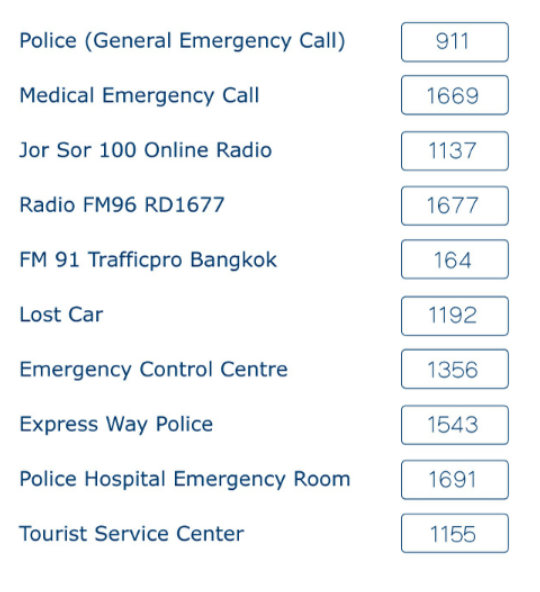 Police (General Emergency Call) 911
Medical Emergency Call 1669
Jor Sor 100 Online Radio 1137
Radio FM96 RD1677 1677
FM 91 Trafficpro Bangkok 164
Lost Car 1192
Emergency Control Centre 1356
Express Way Police 1543
Police Hospital Emergency Room 1691
Tourist Service Center 1155